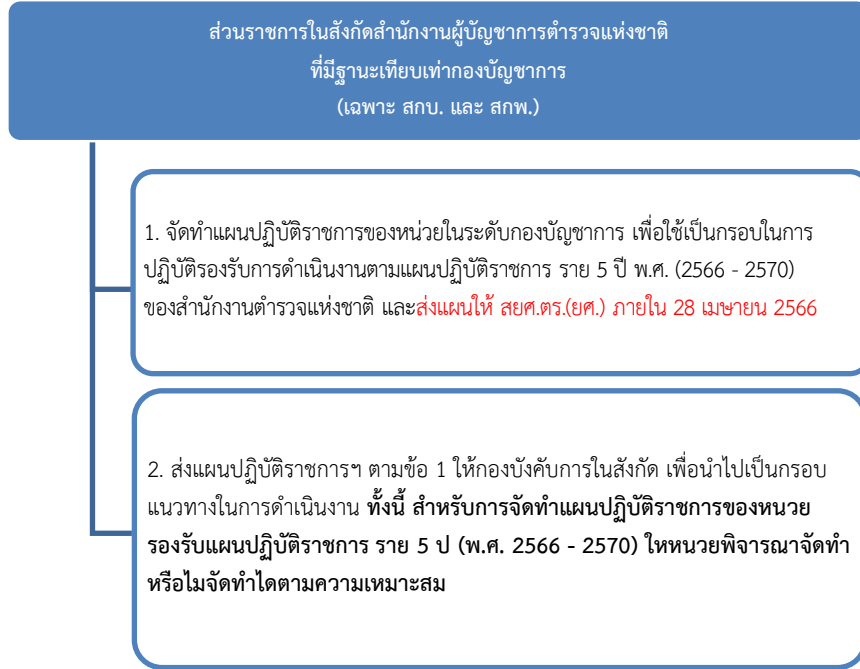 ส่วนราชการในสังกัดสำนักงานผู้บัญชาการตำรวจแห่งชาติ
ที่มีฐานะเทียบเท่ากองบัญชาการ
(เฉพาะ สกบ. และ สกพ.)
1. จัดทำแผนปฏิบัติราชการของหน่วยในระดับกองบัญชาการ เพื่อใช้เป็นกรอบในการ
ปฏิบัติรองรับการดำเนินงานตามแผนปฏิบัติราชการ ราย 5 ปี พ.ศ. (2566 - 2570)
ของสำนักงานตำรวจแห่งชาติ และส่งแผนให้ สยศ.ตร.(ยศ.) ภายใน 28 เมษายน 2566
2. ส่งแผนปฏิบัติราชการฯ ตามข้อ 1 ให้กองบังคับการในสังกัด เพื่อนำไปเป็นกรอบ
แนวทางในการดำเนินงาน ทั้งนี้ สำหรับการจัดทำแผนปฏิบัติราชการของหนวย
รองรับแผนปฏิบัติราชการ ราย 5 ป (พ.ศ. 2566 - 2570) ใหหนวยพิจารณาจัดทำ
หรือไมจัดทำไดตามความเหมาะสม